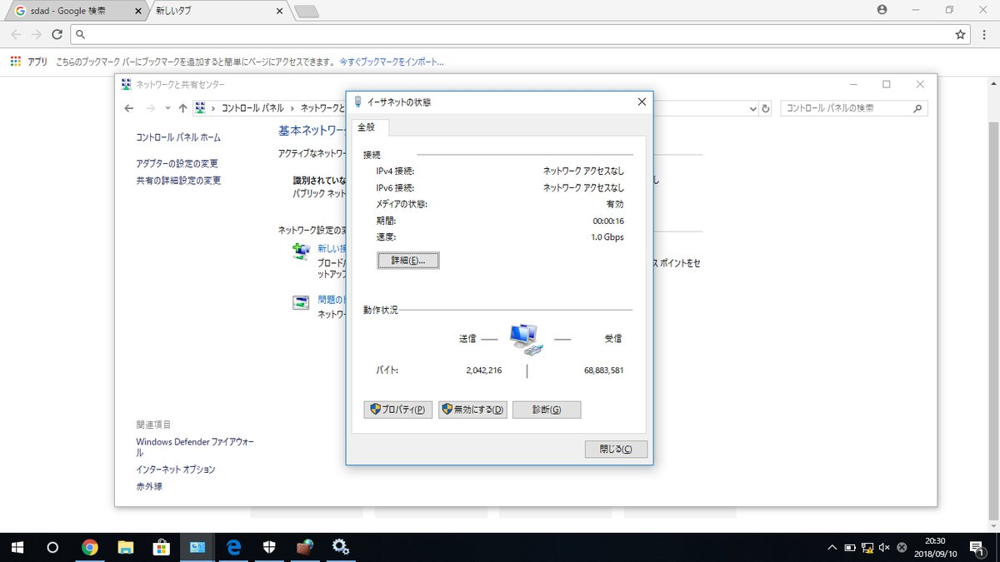 sdad - Google 検索
新しいタブ
アプリ こちらのブックマーク バーにブックマークを追加すると簡単にページにアクセスできます。 今すぐブックマークをインポート...
ネットワークと共有センター
コントロール パネル › ネットワークと
コントロール パネルの検索
コントロール パネル ホーム
アダプターの設定の変更
共有の詳細設定の変更
基本ネットワー
アクティブなネットワー
識別されていな
パブリック ネット
し
ネットワーク設定の変
新しい接
ブロードバ
ス ポイントをセ
ットアップ
問題の
ネットワー
関連項目
Windows Defender ファイアウォー
ル
インターネット オプション
赤外線
イーサネットの状態
全般
接続
IPv4 接続: ネットワーク アクセスなし
IPv6 接続: ネットワーク アクセスなし
メディアの状態: 有効
期間: 00:00:16
速度: 1.0 Gbps
詳細(E)...
動作状況
送信 受信
バイト: 2,042,216 68,883,581
プロパティ(P) 無効にする(D) 診断(G)
閉じる(C)
20:30
2018/09/10
1